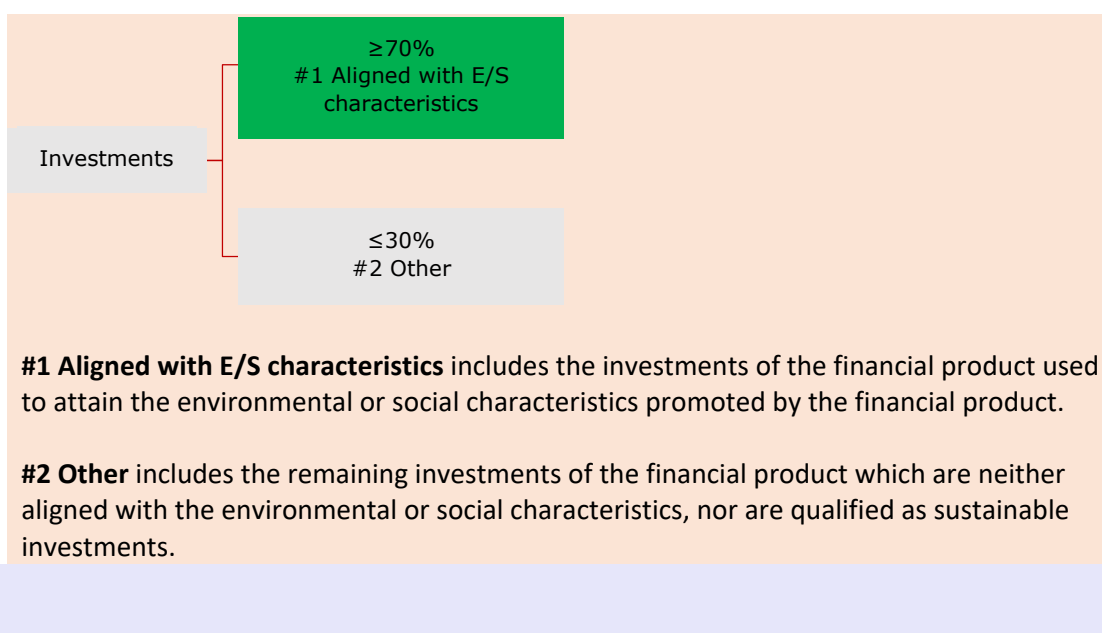 ≥70%
#1 Aligned with E/S
characteristics
Investments
≤30%
#2 Other
#1 Aligned with E/S characteristics includes the investments of the financial product used
to attain the environmental or social characteristics promoted by the financial product.
#2 Other includes the remaining investments of the financial product which are neither
aligned with the environmental or social characteristics, nor are qualified as sustainable
investments.